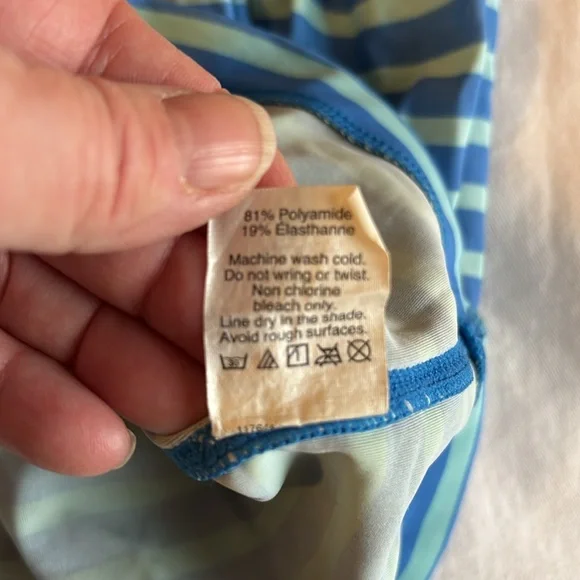 81% Polyamide
19% Élasthanne
Machine wash cold.
Do not wring or twist.
Non chlorine
bleach only.
Line dry in the shade.
Avoid rough surfaces.